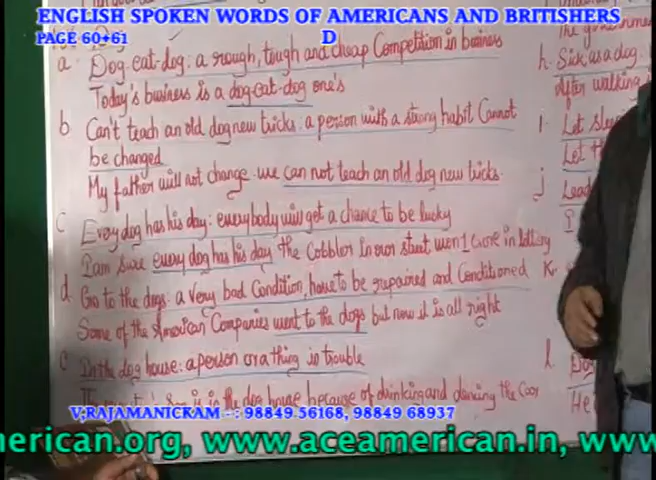 ENGLISH SPOKEN WORDS OF AMERICANS AND BRITISHERS
PAGE 60+61
D
a. Dog-eat-dog: a rough, tough and cheap Competition in business
Today's business is a dog-eat-dog one's
b Can't teach an old dog new tricks: a person with a strong habit Cannot
be changed
My father will not change. we can not teach an old dog new tricks.
c Every dog has his day: everybody will get a chance to be lucky
I am sure every dog has his day the Cobbler in our street won 1 Crore in lottery
d. Go to the dogs: a very bad Condition, to be repaired and Conditioned
Some of the American Companies went to the dogs but now it is all right
e In the dog house: a person or a thing in trouble
is in the dog house because of drinking and dancing the
h. Sick as a dog
After walking
Let
Let
j
K
l.
He
V;RAJAMANICKAM -: 98849 56168, 98849 68937
merican.org, www.aceamerican.in, www